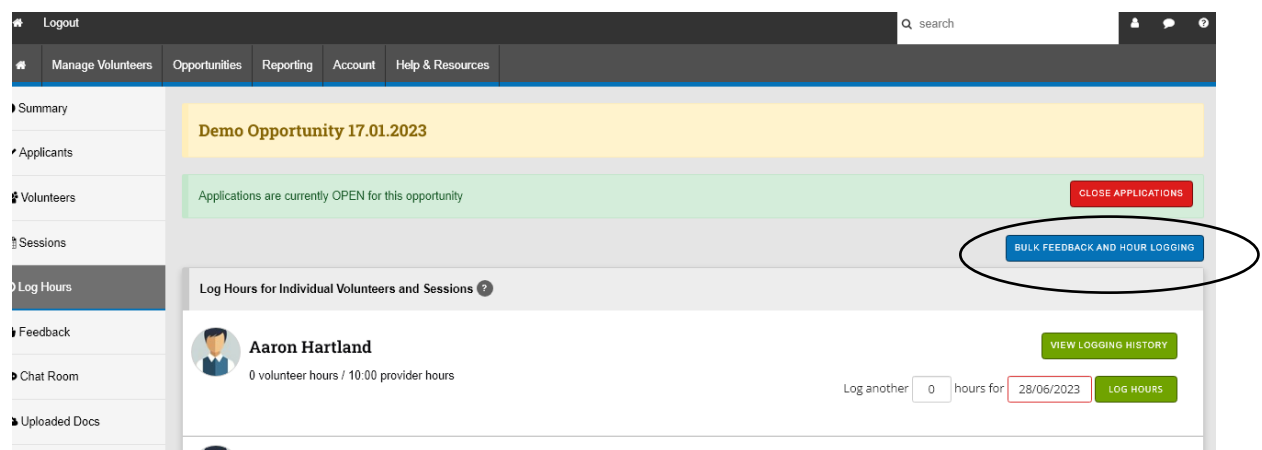 Logout
search
Manage Volunteers Opportunities Reporting Account Help & Resources
Summary
Applicants
Volunteers
Sessions
Log Hours
Feedback
Chat Room
Uploaded Docs
Demo Opportunity 17.01.2023
Applications are currently OPEN for this opportunity
CLOSE APPLICATIONS
BULK FEEDBACK AND HOUR LOGGING
Log Hours for Individual Volunteers and Sessions ?
Aaron Hartland
VIEW LOGGING HISTORY
0 volunteer hours / 10:00 provider hours
Log another 0 hours for 28/06/2023 LOG HOURS